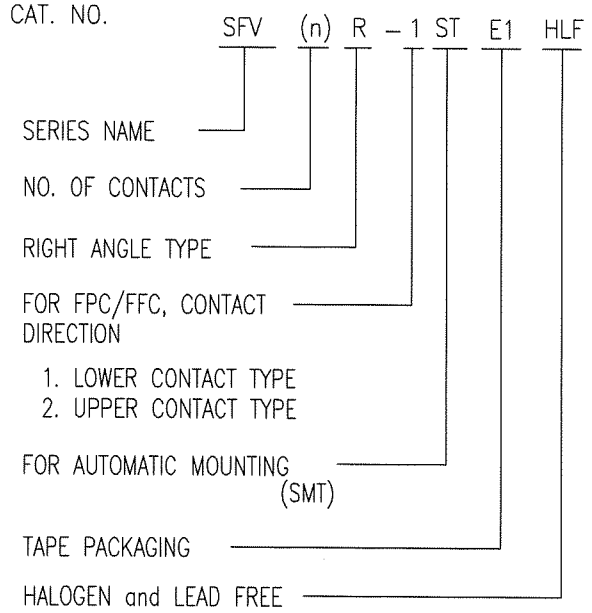 CAT. NO. SFV (n) R - 1 ST E1 HLF
SERIES NAME
NO. OF CONTACTS
RIGHT ANGLE TYPE
FOR FPC/FFC, CONTACT
DIRECTION
1. LOWER CONTACT TYPE
2. UPPER CONTACT TYPE
FOR AUTOMATIC MOUNTING
(SMT)
TAPE PACKAGING
HALOGEN and LEAD FREE